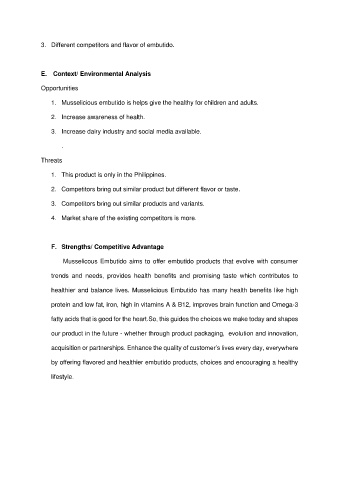 3. Different competitors and flavor of embutido.
E. Context/ Environmental Analysis
Opportunities
1. Musselicious embutido is helps give the healthy for children and adults.
2. Increase awareness of health.
3. Increase dairy industry and social media available.
.
Threats
1. This product is only in the Philippines.
2. Competitors bring out similar product but different flavor or taste.
3. Competitors bring out similar products and variants.
4. Market share of the existing competitors is more.
F. Strengths/ Competitive Advantage
Musselicous Embutido aims to offer embutido products that evolve with consumer
trends and needs, provides health benefits and promising taste which contributes to
healthier and balance lives. Musselicious Embutido has many health benefits like high
protein and low fat, iron, high in vitamins A & B12, improves brain function and Omega-3
fatty acids that is good for the heart.So, this guides the choices we make today and shapes
our product in the future - whether through product packaging, evolution and innovation,
acquisition or partnerships. Enhance the quality of customer's lives every day, everywhere
by offering flavored and healthier embutido products, choices and encouraging a healthy
lifestyle.